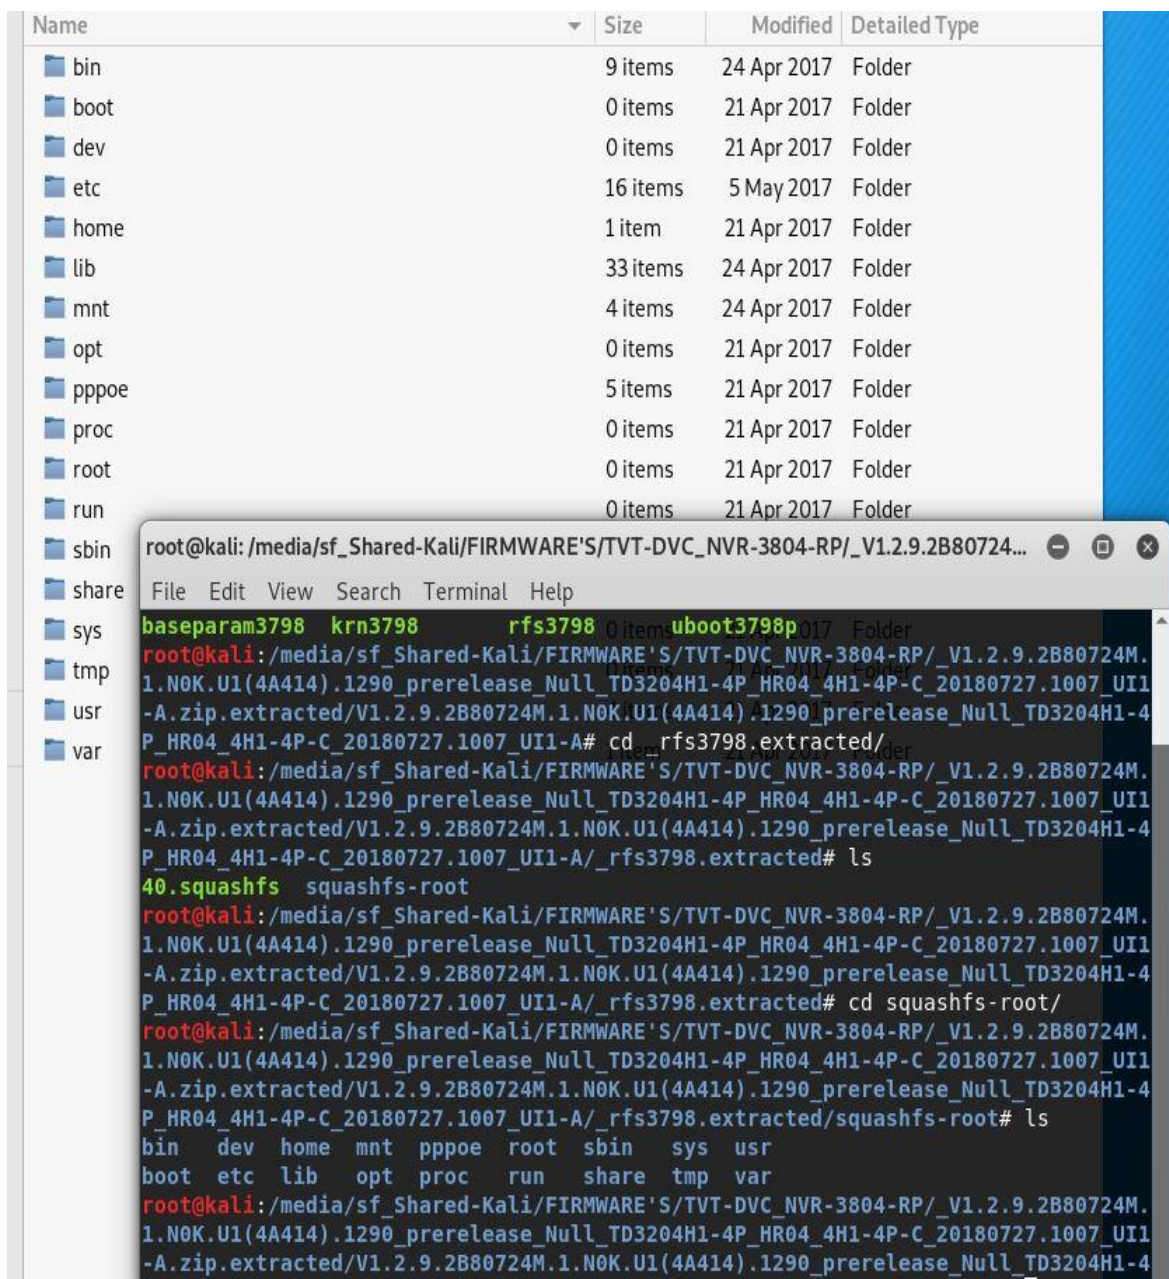 Name Size Modified Detailed Type
bin 9 items 24 Apr 2017 Folder
boot 0 items 21 Apr 2017 Folder
dev 0 items 21 Apr 2017 Folder
etc 16 items 5 May 2017 Folder
home 1 item 21 Apr 2017 Folder
lib 33 items 24 Apr 2017 Folder
mnt 4 items 24 Apr 2017 Folder
opt 0 items 21 Apr 2017 Folder
pppoe 5 items 21 Apr 2017 Folder
proc 0 items 21 Apr 2017 Folder
root 0 items 21 Apr 2017 Folder
run 0 items 21 Apr 2017 Folder
sbin
share
sys
tmp
usr
var
root@kali: /media/sf_Shared-Kali/FIRMWARE'S/TVT-DVC_NVR-3804-RP/_V1.2.9.2B80724...
File Edit View Search Terminal Help
baseparam3798 krn3798 rfs3798 uboot3798p
root@kali:/media/sf_Shared-Kali/FIRMWARE'S/TVT-DVC_NVR-3804-RP/_V1.2.9.2B80724M.
1.N0K.U1(4A414).1290_prerelease_Null_TD3204H1-4P_HR04_4H1-4P-C_20180727.1007_UI1
-A.zip.extracted/V1.2.9.2B80724M.1.N0K.U1(4A414).1290_prerelease_Null_TD3204H1-4
P_HR04_4H1-4P-C_20180727.1007_UI1-A# cd _rfs3798.extracted/
root@kali:/media/sf_Shared-Kali/FIRMWARE'S/TVT-DVC_NVR-3804-RP/_V1.2.9.2B80724M.
1.N0K.U1(4A414).1290_prerelease_Null_TD3204H1-4P_HR04_4H1-4P-C_20180727.1007_UI1
-A.zip.extracted/V1.2.9.2B80724M.1.N0K.U1(4A414).1290_prerelease_Null_TD3204H1-4
P_HR04_4H1-4P-C_20180727.1007_UI1-A/_rfs3798.extracted# ls
40.squashfs squashfs-root
root@kali:/media/sf_Shared-Kali/FIRMWARE'S/TVT-DVC_NVR-3804-RP/_V1.2.9.2B80724M.
1.N0K.U1(4A414).1290_prerelease_Null_TD3204H1-4P_HR04_4H1-4P-C_20180727.1007_UI1
-A.zip.extracted/V1.2.9.2B80724M.1.N0K.U1(4A414).1290_prerelease_Null_TD3204H1-4
P_HR04_4H1-4P-C_20180727.1007_UI1-A/_rfs3798.extracted# cd squashfs-root/
root@kali:/media/sf_Shared-Kali/FIRMWARE'S/TVT-DVC_NVR-3804-RP/_V1.2.9.2B80724M.
1.N0K.U1(4A414).1290_prerelease_Null_TD3204H1-4P_HR04_4H1-4P-C_20180727.1007_UI1
-A.zip.extracted/V1.2.9.2B80724M.1.N0K.U1(4A414).1290_prerelease_Null_TD3204H1-4
P_HR04_4H1-4P-C_20180727.1007_UI1-A/_rfs3798.extracted/squashfs-root# ls
bin dev home mnt pppoe root sbin sys usr
boot etc lib opt proc run share tmp var
root@kali:/media/sf_Shared-Kali/FIRMWARE'S/TVT-DVC_NVR-3804-RP/_V1.2.9.2B80724M.
1.N0K.U1(4A414).1290_prerelease_Null_TD3204H1-4P_HR04_4H1-4P-C_20180727.1007_UI1
-A.zip.extracted/V1.2.9.2B80724M.1.N0K.U1(4A414).1290_prerelease_Null_TD3204H1-4